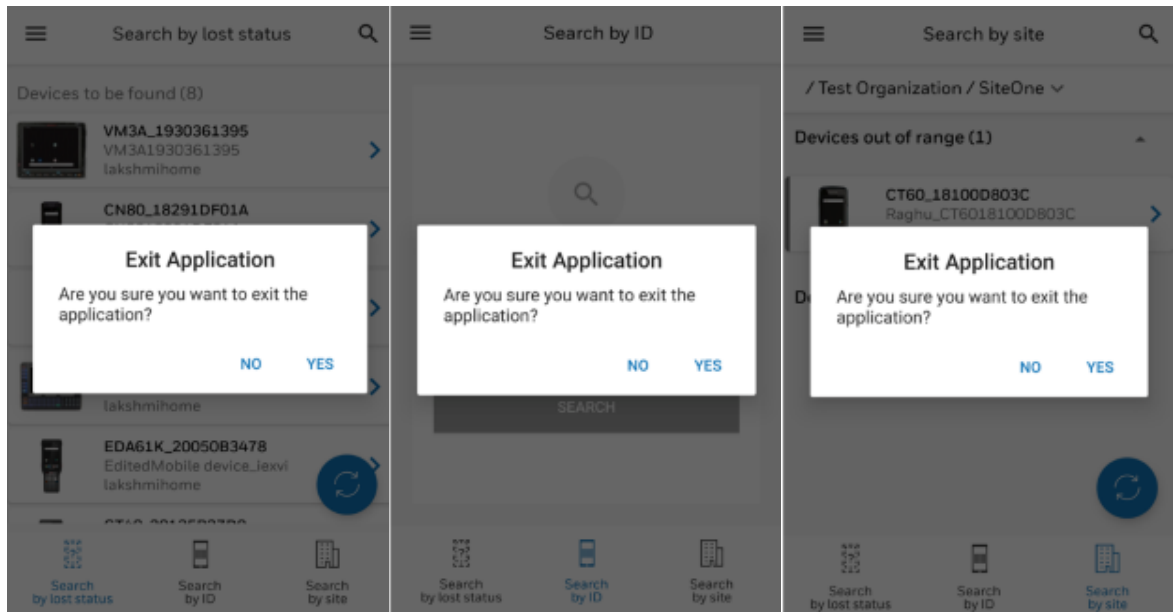 Search by lost status
Devices to be found (8)
VM3A_1930361395
VM3A1930361395
lakshmihome
CN80_18291DF01A
Exit Application
Are you sure you want to exit the
application?
NO YES
lakshmihome
EDA61K_20050B3478
EditedMobile device_iexvi
lakshmihome
Search
by lost status
Search
by ID
Search
by site
Search by ID
Exit Application
Are you sure you want to exit the
application?
NO YES
SEARCH
Search
by lost status
Search
by ID
Search
by site
Search by site
/ Test Organization / SiteOne
Devices out of range (1)
CT60_18100D803C
Raghu_CT6018100D803C
Exit Application
Are you sure you want to exit the
application?
NO YES
Search
by lost status
Search
by ID
Search
by site